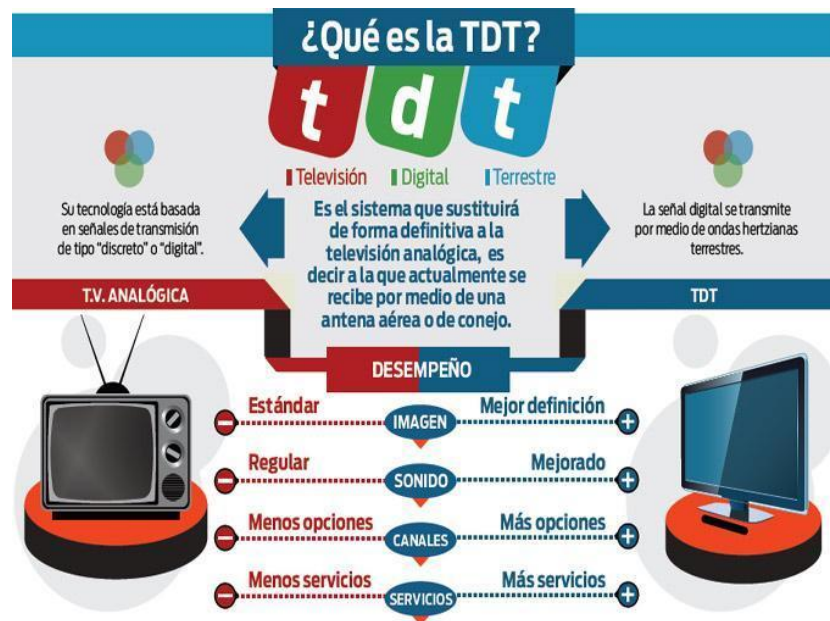 ¿Qué es la TDT?
t d t
Televisión Digital Terrestre
Su tecnología está basada
en señales de transmisión
de tipo “discreto” o “digital”.
Es el sistema que sustituirá
de forma definitiva a la
televisión analógica, es
decir a la que actualmente se
recibe por medio de una
antena aérea o de conejo.
La señal digital se transmite
por medio de ondas hertzianas
terrestres.
T.V. ANALÓGICA
TDT
DESEMPEÑO
Estándar IMAGEN Mejor definición
Regular SONIDO Mejorado
Menos opciones CANALES Más opciones
Menos servicios SERVICIOS Más servicios